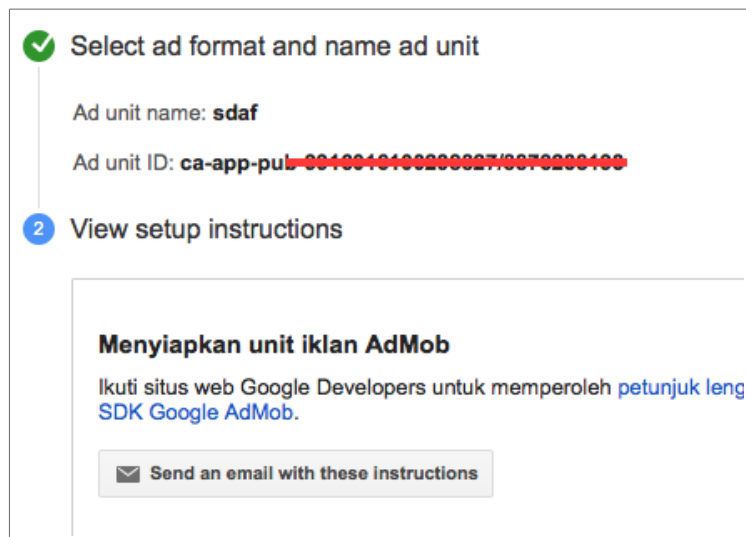 Select ad format and name ad unit
Ad unit name: sdaf
Ad unit ID: ca-app-pub
2
View setup instructions
Menyiapkan unit iklan AdMob
Ikuti situs web Google Developers untuk memperoleh petunjuk leng
SDK Google AdMob.
Send an email with these instructions